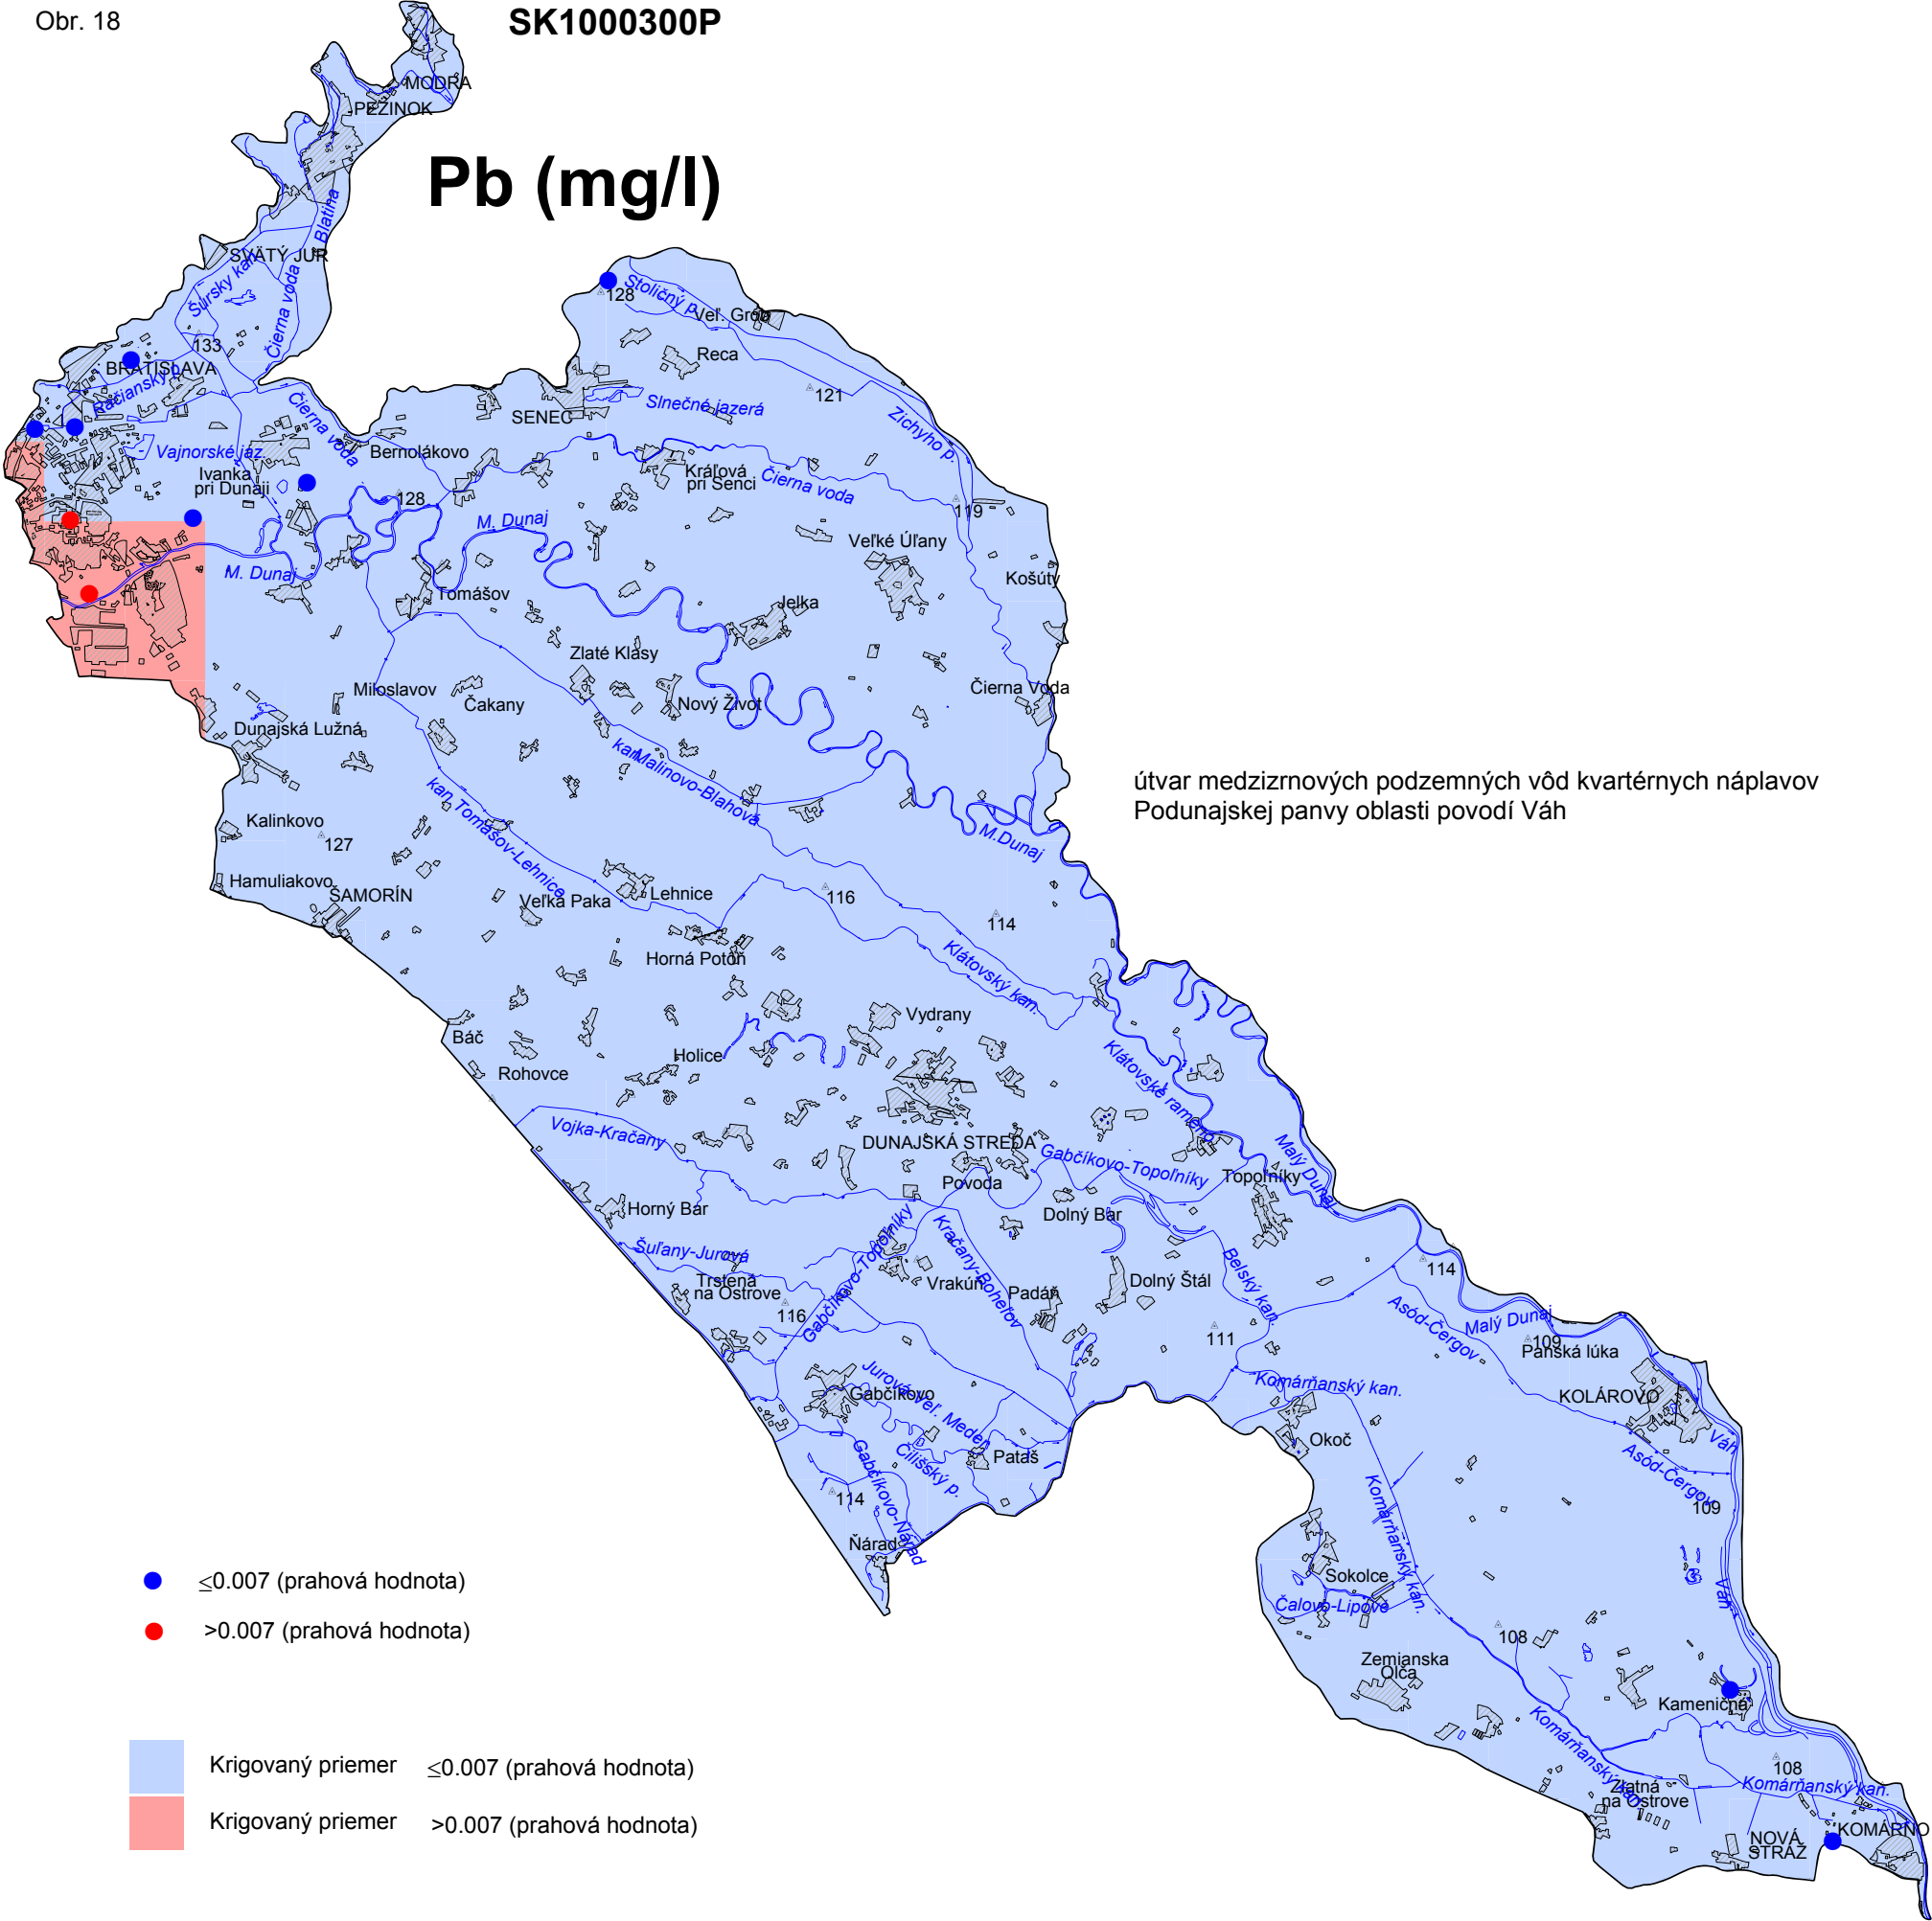 Obr. 18
SK1000300P
Pb (mg/l)
MODRA
PEZINOK
Blatina
SVÄTÝ JUR
Šúrsky kan.
Čierna voda
133
BRATISLAVA
Račiansky p.
Vajnorské jaz.
Ivanka
pri Dunaji
Čierna voda
Bernolákovo
128
Stoličný p.
Veľ. Grob
Reca
121
SENEC
Slnečné jazerá
Zichyho p.
Kráľová
pri Senci
Čierna voda
119
128
M. Dunaj
M. Dunaj
Veľké Úľany
Košúty
Tomášov
Jelka
Zlaté Klasy
Miloslavov
Čakany
Nový Život
Čierna Voda
Dunajská Lužná
kan. Malinovo-Blahová
kan. Tomášov-Lehnice
útvar medzizrnových podzemných vôd kvartérnych náplavov
Podunajskej panvy oblasti povodí Váh
Kalinkovo
127
M.Dunaj
Hamuliakovo
ŠAMORÍN
Veľká Paka
Lehnice
116
114
Horná Potôň
Klátovský kan.
Vydrany
Báč
Rohovce
Holice
Klátovské rameno
Vojka-Kračany
DUNAJSKÁ STREDA
Gabčíkovo-Topoľníky
Malý Dunaj
Povoda
Topoľníky
Horný Bar
Dolný Bar
Šuľany-Jurová
Gabčíkovo-Topoľníky
Kračany-Boheľov
Belský kan.
Trstená
na Ostrove
116
Vrakúň
Padáň
Dolný Štál
114
111
Asód-Čergov
Malý Dunaj
109
Panská lúka
Jurová-Veľ. Meder
Gabčíkovo
Komárňanský kan.
KOLÁROVO
Okoč
Váh
Čilišský p.
Pataš
Gabčíkovo-Ňárad
Asód-Čergov
109
114
Komárňanský kan.
Ňárad
Sokolce
Váh
≤0.007 (prahová hodnota)
Čalovo-Lipové
>0.007 (prahová hodnota)
108
Zemianska
Olča
Kameničná
Komárňanský kan.
Krigovaný priemer ≤0.007 (prahová hodnota)
108
Zlatná
na Ostrove
Komárňanský kan.
Krigovaný priemer >0.007 (prahová hodnota)
NOVÁ
STRÁŽ
KOMÁRNO